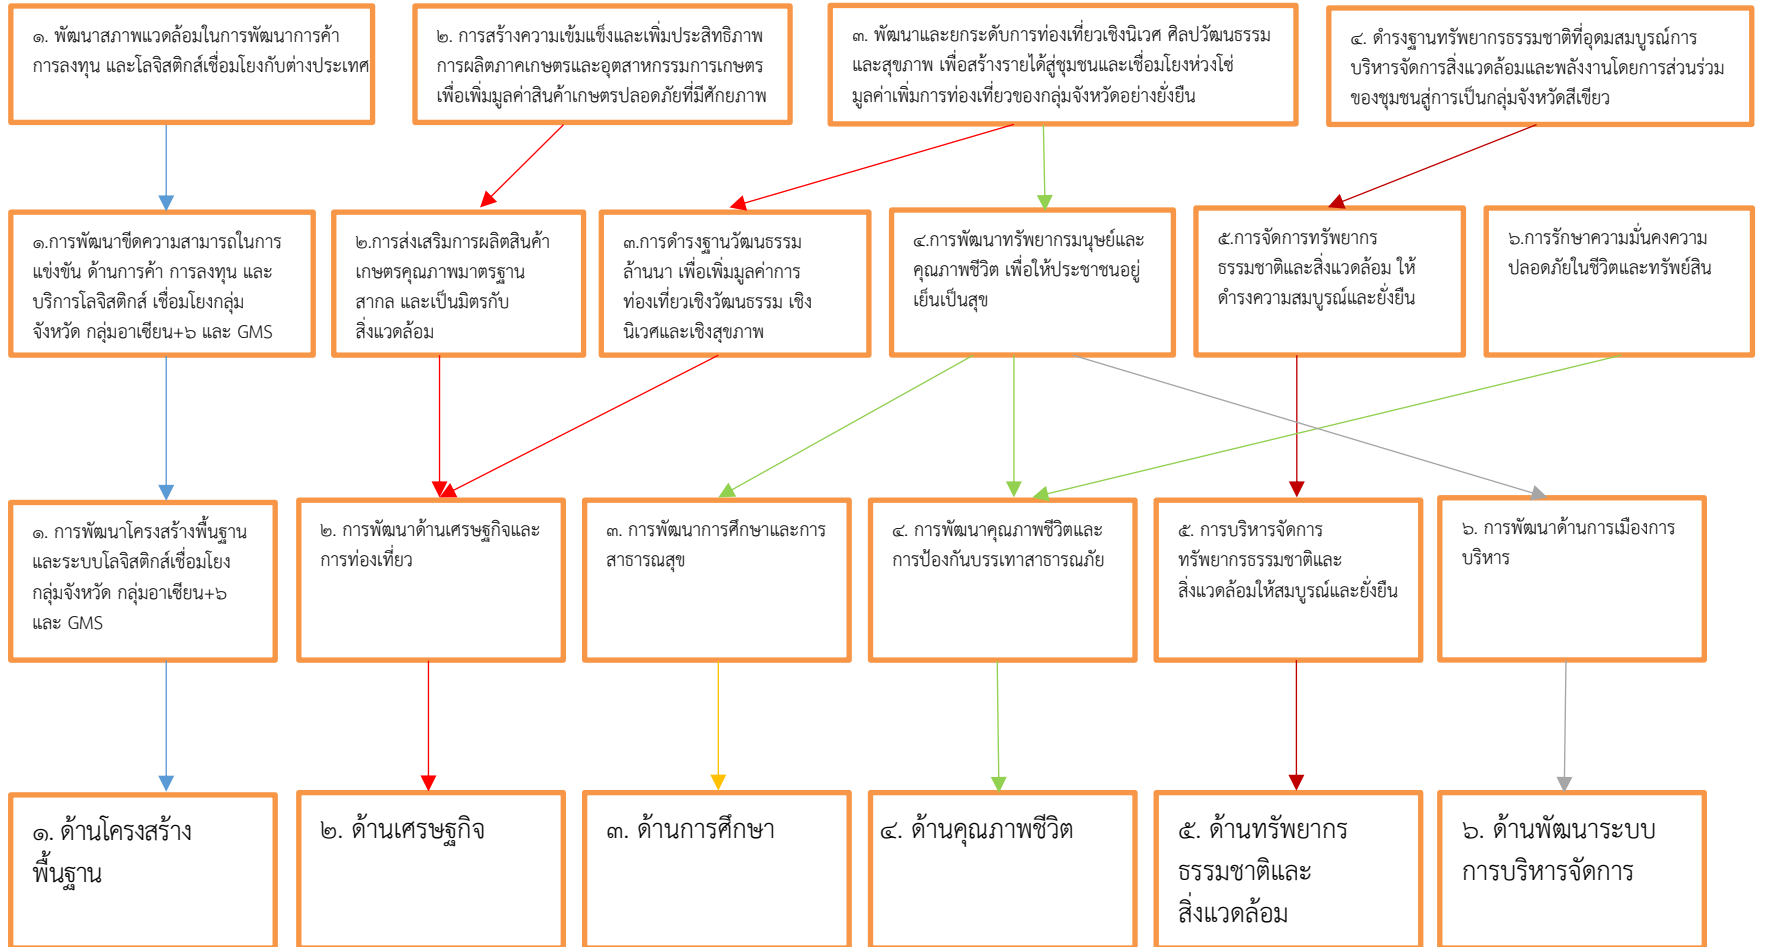 ๑. พัฒนาสภาพแวดล้อมในการพัฒนาการค้า
การลงทุน และโลจิสติกส์เชื่อมโยงกับต่างประเทศ
๒. การสร้างความเข้มแข็งและเพิ่มประสิทธิภาพ
การผลิตภาคเกษตรและอุตสาหกรรมการเกษตร
เพื่อเพิ่มมูลค่าสินค้าเกษตรปลอดภัยที่มีศักยภาพ
๓. พัฒนาและยกระดับการท่องเที่ยวเชิงนิเวศ ศิลปวัฒนธรรม
และสุขภาพ เพื่อสร้างรายได้สู่ชุมชนและเชื่อมโยงห่วงโซ่
มูลค่าเพิ่มการท่องเที่ยวของกลุ่มจังหวัดอย่างยั่งยืน
๔. ดำรงฐานทรัพยากรธรรมชาติที่อุดมสมบูรณ์การ
บริหารจัดการสิ่งแวดล้อมและพลังงานโดยการส่วนร่วม
ของชุมชนสู่การเป็นกลุ่มจังหวัดสีเขียว
๑.การพัฒนาขีดความสามารถในการ
แข่งขัน ด้านการค้า การลงทุน และ
บริการโลจิสติกส์ เชื่อมโยงกลุ่ม
จังหวัด กลุ่มอาเซียน+๖ และ GMS
๒.การส่งเสริมการผลิตสินค้า
เกษตรคุณภาพมาตรฐาน
สากล และเป็นมิตรกับ
สิ่งแวดล้อม
๓.การดำรงฐานวัฒนธรรม
ล้านนา เพื่อเพิ่มมูลค่าการ
ท่องเที่ยวเชิงวัฒนธรรม เชิง
นิเวศและเชิงสุขภาพ
๔.การพัฒนาทรัพยากรมนุษย์และ
คุณภาพชีวิต เพื่อให้ประชาชนอยู่
เย็นเป็นสุข
๕.การจัดการทรัพยากร
ธรรมชาติและสิ่งแวดล้อม ให้
ดำรงความสมบูรณ์และยั่งยืน
๖.การรักษาความมั่นคงความ
ปลอดภัยในชีวิตและทรัพย์สิน
๑. การพัฒนาโครงสร้างพื้นฐาน
และระบบโลจิสติกส์เชื่อมโยง
กลุ่มจังหวัด กลุ่มอาเซียน+๖
และ GMS
๒. การพัฒนาด้านเศรษฐกิจและ
การท่องเที่ยว
๓. การพัฒนาการศึกษาและการ
สาธารณสุข
๔. การพัฒนาคุณภาพชีวิตและ
การป้องกันบรรเทาสาธารณภัย
๕. การบริหารจัดการ
ทรัพยากรธรรมชาติและ
สิ่งแวดล้อมให้สมบูรณ์และยั่งยืน
๖. การพัฒนาด้านการเมืองการ
บริหาร
๑. ด้านโครงสร้าง
พื้นฐาน
๒. ด้านเศรษฐกิจ
๓. ด้านการศึกษา
๔. ด้านคุณภาพชีวิต
๕. ด้านทรัพยากร
ธรรมชาติและ
สิ่งแวดล้อม
๖. ด้านพัฒนาระบบ
การบริหารจัดการ